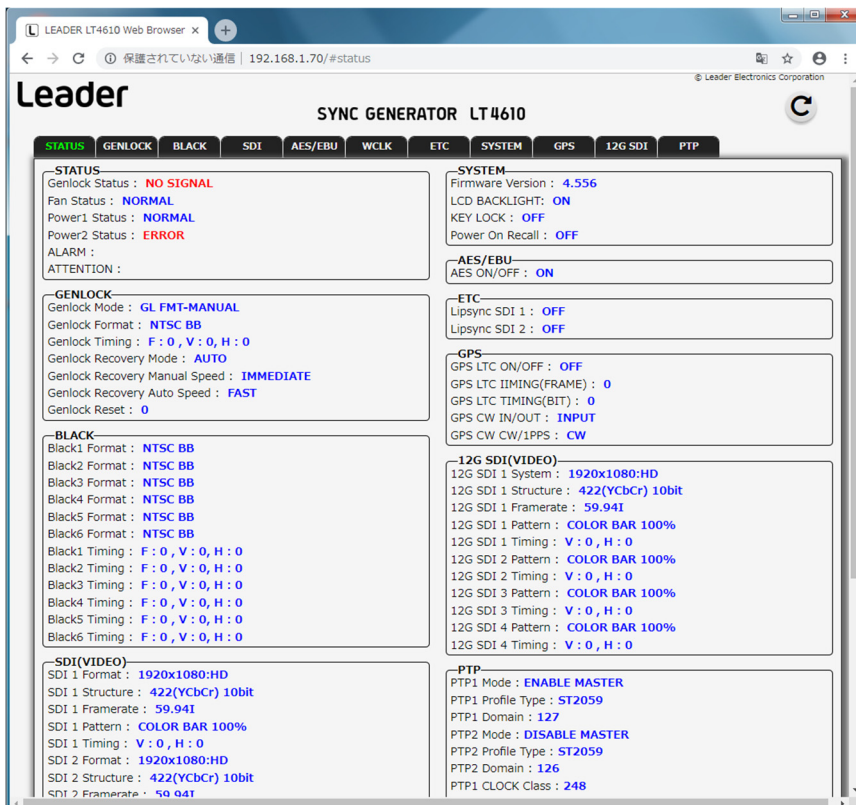 LEADER LT4610 Web Browser
保護されていない通信 | 192.168.1.70/#status
© Leader Electronics Corporation
Leader
SYNC GENERATOR LT4610
STATUS GENLOCK BLACK SDI AES/EBU WCLK ETC SYSTEM GPS 12G SDI PTP
STATUS
Genlock Status : NO SIGNAL
Fan Status : NORMAL
Power1 Status : NORMAL
Power2 Status : ERROR
ALARM :
ATTENTION :
GENLOCK
Genlock Mode : GL FMT-MANUAL
Genlock Format : NTSC BB
Genlock Timing : F : 0 , V : 0, H : 0
Genlock Recovery Mode : AUTO
Genlock Recovery Manual Speed : IMMEDIATE
Genlock Recovery Auto Speed : FAST
Genlock Reset : 0
BLACK
Black1 Format : NTSC BB
Black2 Format : NTSC BB
Black3 Format : NTSC BB
Black4 Format : NTSC BB
Black5 Format : NTSC BB
Black6 Format : NTSC BB
Black1 Timing : F : 0 , V : 0, H : 0
Black2 Timing : F : 0 , V : 0, H : 0
Black3 Timing : F : 0 , V : 0, H : 0
Black4 Timing : F : 0 , V : 0, H : 0
Black5 Timing : F : 0 , V : 0, H : 0
Black6 Timing : F : 0 , V : 0, H : 0
SDI(VIDEO)
SDI 1 Format : 1920x1080:HD
SDI 1 Structure : 422(YCbCr) 10bit
SDI 1 Framerate : 59.94I
SDI 1 Pattern : COLOR BAR 100%
SDI 1 Timing : V : 0 , H : 0
SDI 2 Format : 1920x1080:HD
SDI 2 Structure : 422(YCbCr) 10bit
SDI 2 Framerate : 59.94I
SYSTEM
Firmware Version : 4.556
LCD BACKLIGHT: ON
KEY LOCK : OFF
Power On Recall : OFF
AES/EBU
AES ON/OFF : ON
ETC
Lipsync SDI 1 : OFF
Lipsync SDI 2 : OFF
GPS
GPS LTC ON/OFF : OFF
GPS LTC IIMING(FRAME) : 0
GPS LTC TIMING(BIT) : 0
GPS CW IN/OUT : INPUT
GPS CW CW/1PPS : CW
12G SDI(VIDEO)
12G SDI 1 System : 1920x1080:HD
12G SDI 1 Structure : 422(YCbCr) 10bit
12G SDI 1 Framerate : 59.94I
12G SDI 1 Pattern : COLOR BAR 100%
12G SDI 1 Timing : V : 0 , H : 0
12G SDI 2 Pattern : COLOR BAR 100%
12G SDI 2 Timing : V : 0 , H : 0
12G SDI 3 Pattern : COLOR BAR 100%
12G SDI 3 Timing : V : 0 , H : 0
12G SDI 4 Pattern : COLOR BAR 100%
12G SDI 4 Timing : V : 0 , H : 0
PTP
PTP1 Mode : ENABLE MASTER
PTP1 Profile Type : ST2059
PTP1 Domain : 127
PTP2 Mode : DISABLE MASTER
PTP2 Profile Type : ST2059
PTP2 Domain : 126
PTP1 CLOCK Class : 248